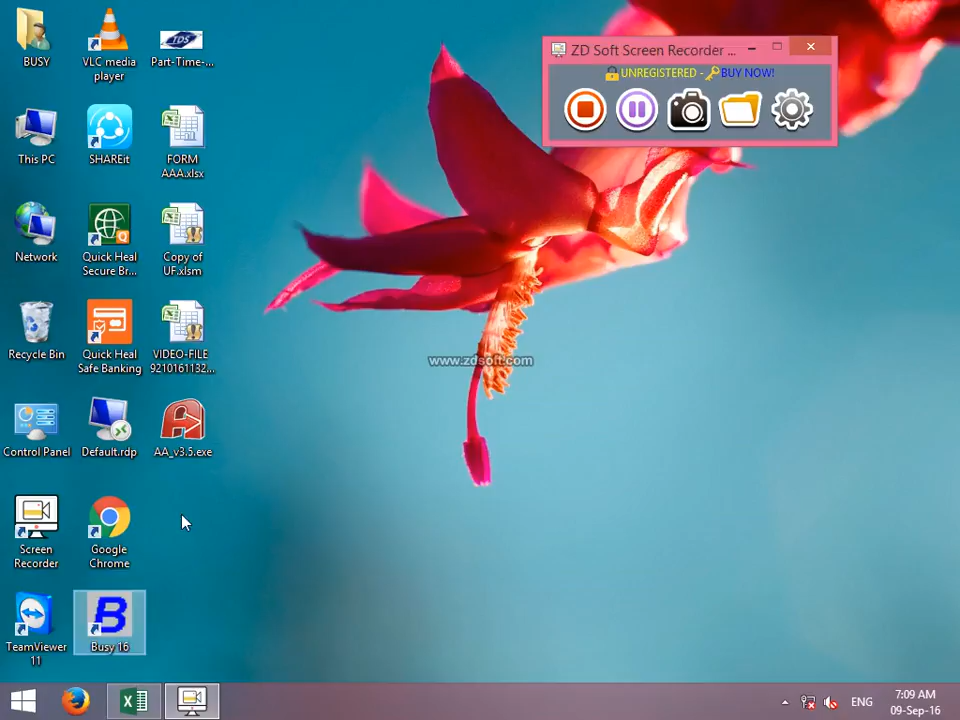 BUSY
VLC media
player
TDS
Part-Time-...
This PC
SHAREit
FORM
AAA.xlsx
Network
Quick Heal
Secure Br...
Copy of
UF.xlsm
Recycle Bin
Quick Heal
Safe Banking
VIDEO-FILE
9210161132...
Control Panel
Default.rdp
AA_v3.5.exe
Screen
Recorder
Google
Chrome
TeamViewer
11
B
Busy 16
ZD Soft Screen Recorder ...
UNREGISTERED - BUY NOW!
www.zdsoft.com
ENG
7:09 AM
09-Sep-16